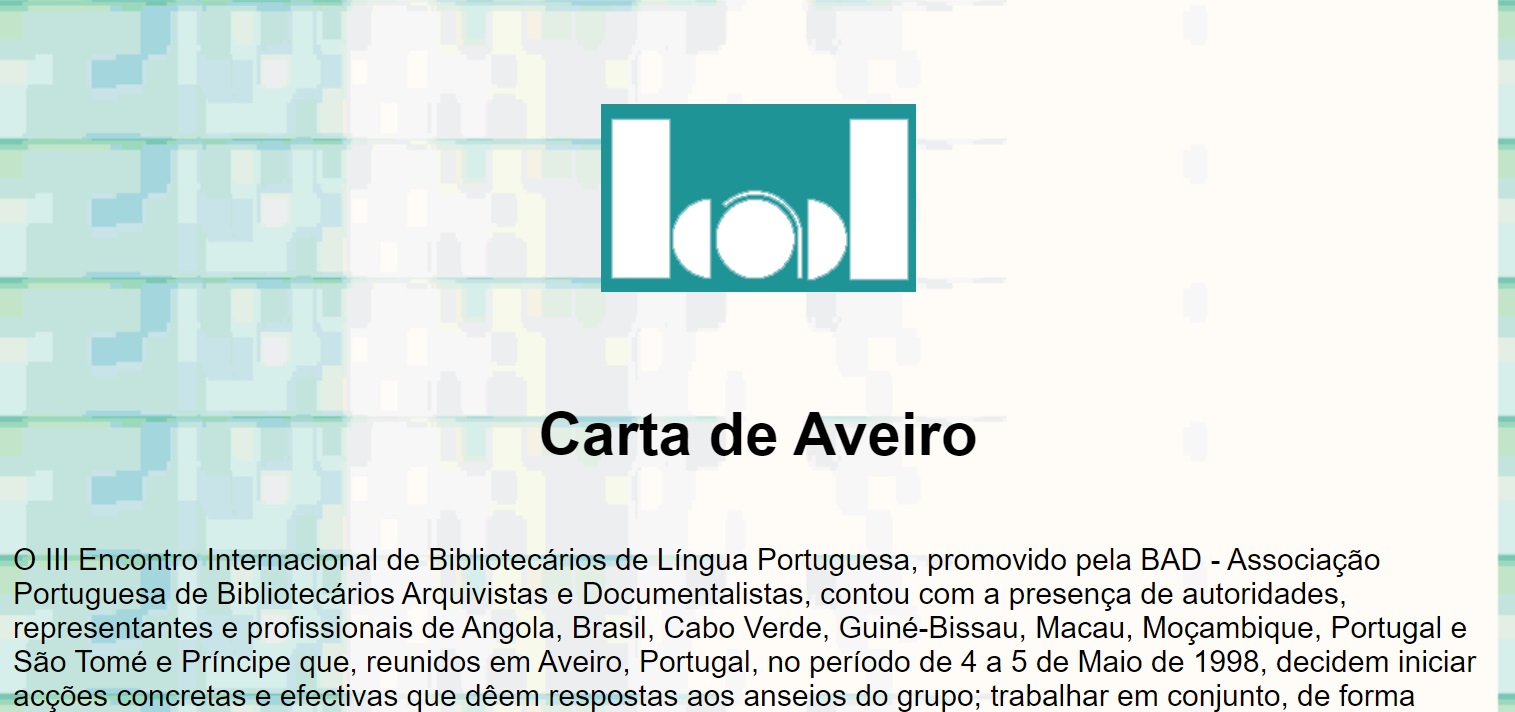 bad
Carta de Aveiro
O III Encontro Internacional de Bibliotecários de Língua Portuguesa, promovido pela BAD - Associação
Portuguesa de Bibliotecários Arquivistas e Documentalistas, contou com a presença de autoridades,
representantes e profissionais de Angola, Brasil, Cabo Verde, Guiné-Bissau, Macau, Moçambique, Portugal e
São Tomé e Príncipe que, reunidos em Aveiro, Portugal, no período de 4 a 5 de Maio de 1998, decidem iniciar
acções concretas e efectivas que dêem respostas aos anseios do grupo; trabalhar em conjunto, de forma